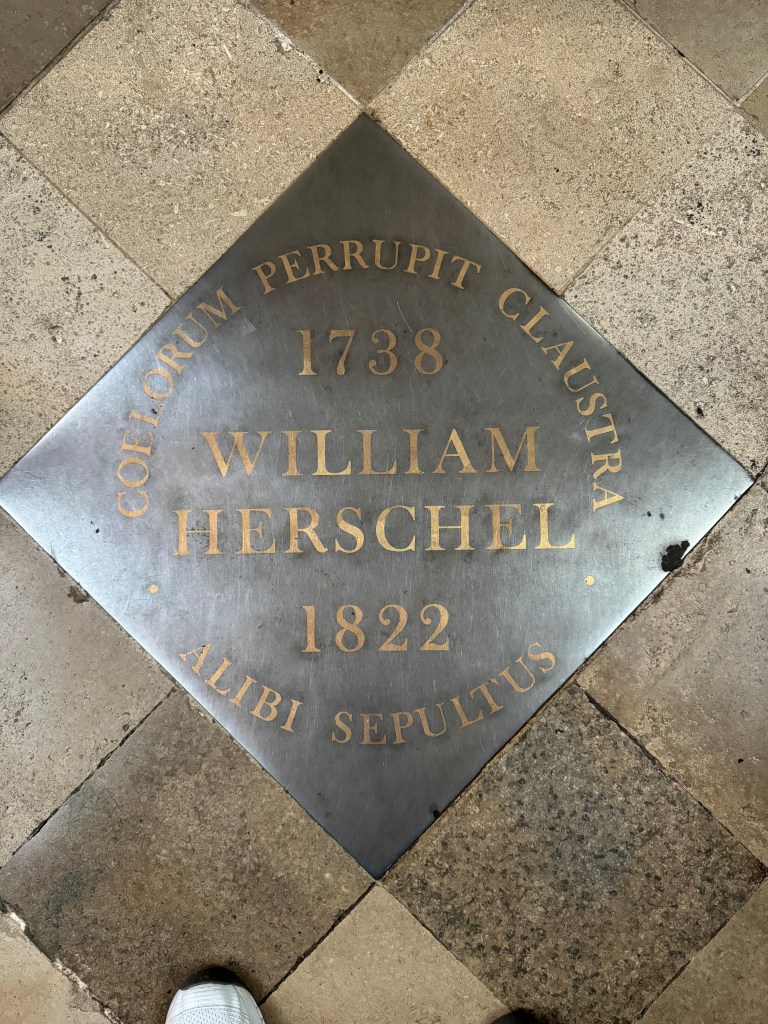 COELORUM PERRUPIT CLAUSTRA
1738
WILLIAM
HERSCHEL
1822
ALIBI SEPULTUS